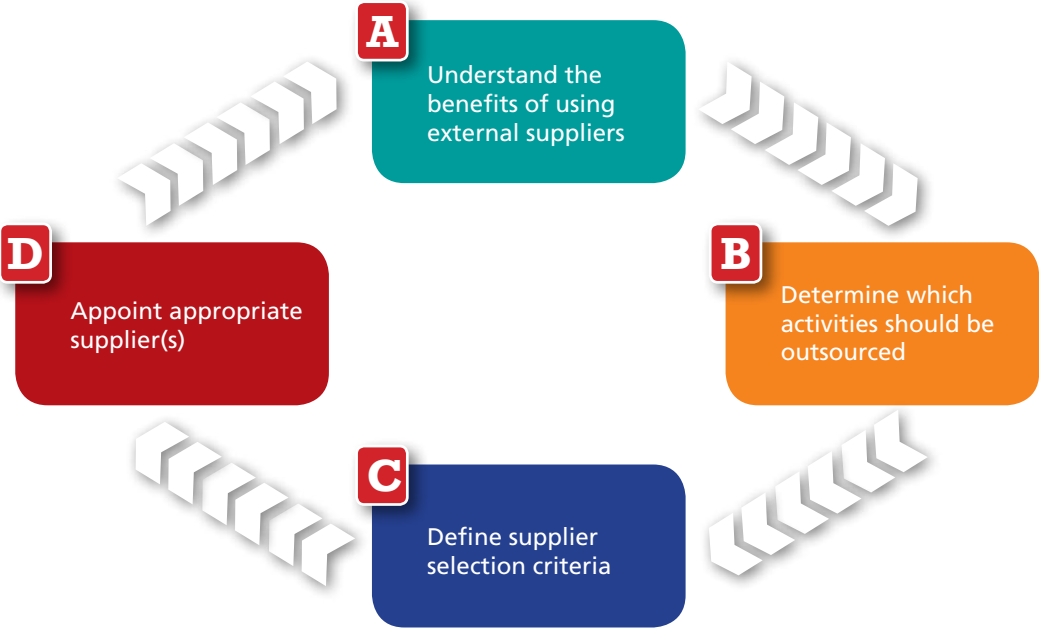 A
Understand the
benefits of using
external suppliers
B
Determine which
activities should be
outsourced
C
Define supplier
selection criteria
D
Appoint appropriate
supplier(s)